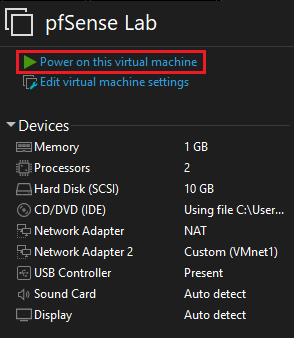 pfSense Lab
Power on this virtual machine
Edit virtual machine settings
Devices
Memory 1 GB
Processors 2
Hard Disk (SCSI) 10 GB
CD/DVD (IDE) Using file C:\User...
Network Adapter NAT
Network Adapter 2 Custom (VMnet1)
USB Controller Present
Sound Card Auto detect
Display Auto detect